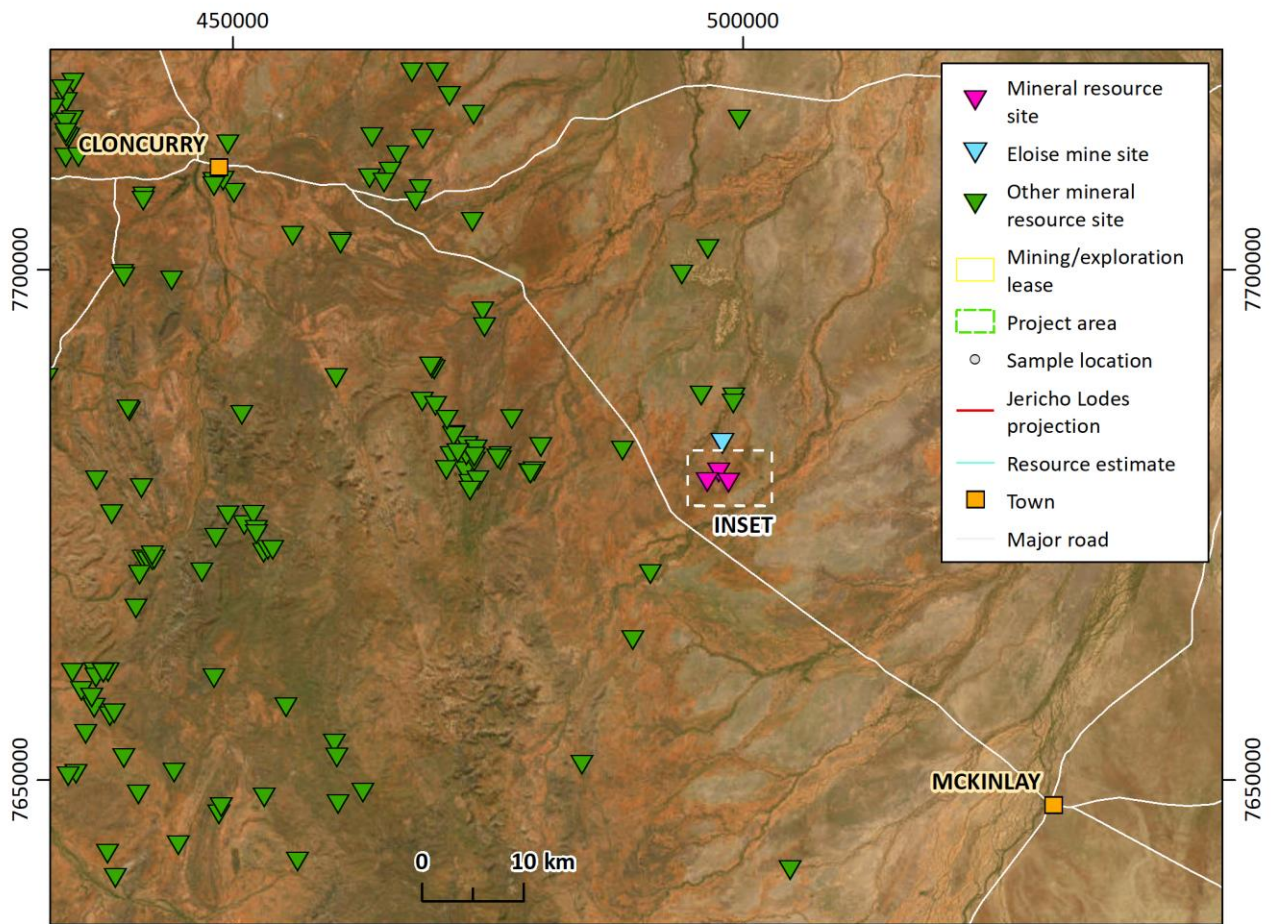 450000
500000
Mineral resource
site
Eloise mine site
Other mineral
resource site
Mining/exploration
lease
Project area
Sample location
Jericho Lodes
projection
Resource estimate
Town
Major road
CLONCURRY
7700000
7700000
INSET
MCKINLAY
7650000
7650000
0 10 km